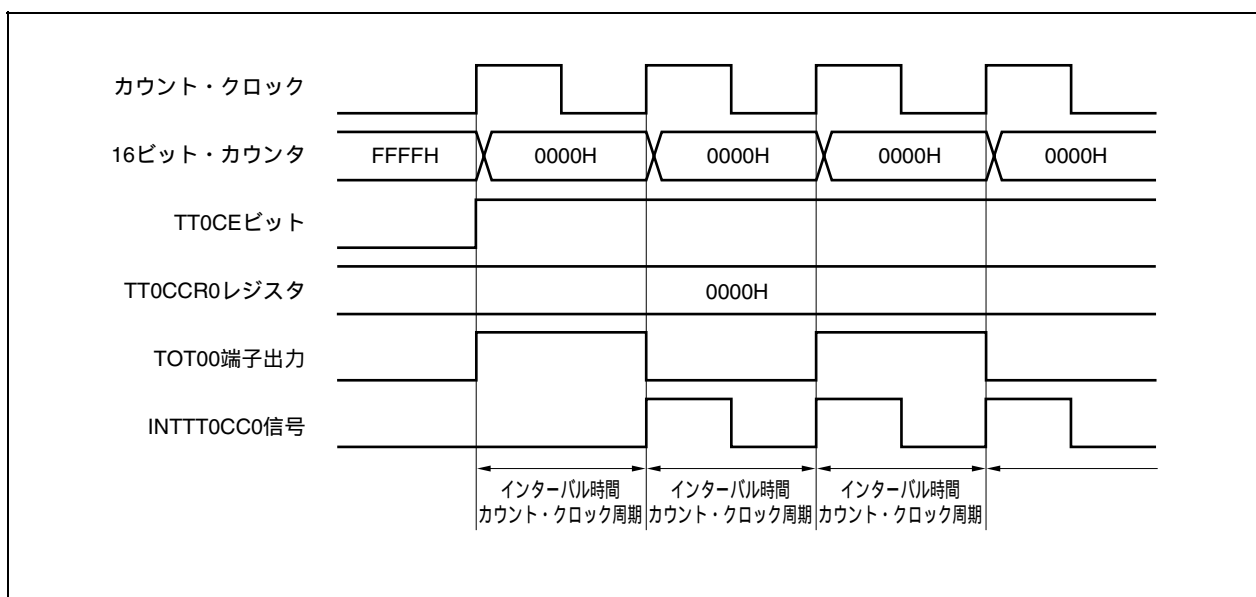 カウント・クロック
16ビット・カウンタ
FFFFH
0000H
0000H
0000H
0000H
TT0CEビット
TT0CCR0レジスタ
0000H
TOT00端子出力
INTTT0CC0信号
インターバル時間
カウント・クロック周期
インターバル時間
カウント・クロック周期
インターバル時間
カウント・クロック周期